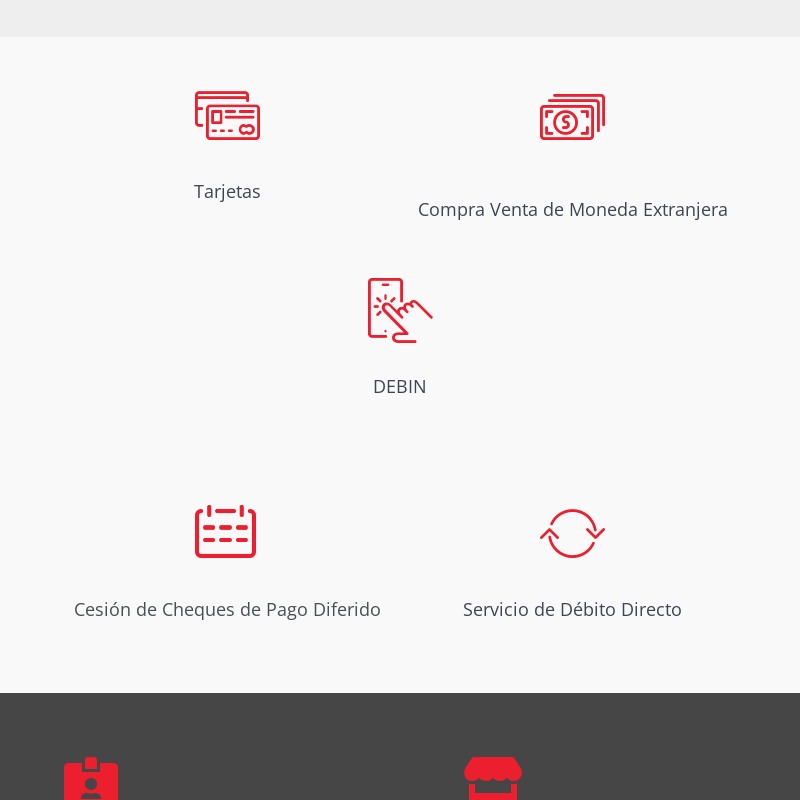 Tarjetas
Compra Venta de Moneda Extranjera
DEBIN
Cesión de Cheques de Pago Diferido
Servicio de Débito Directo